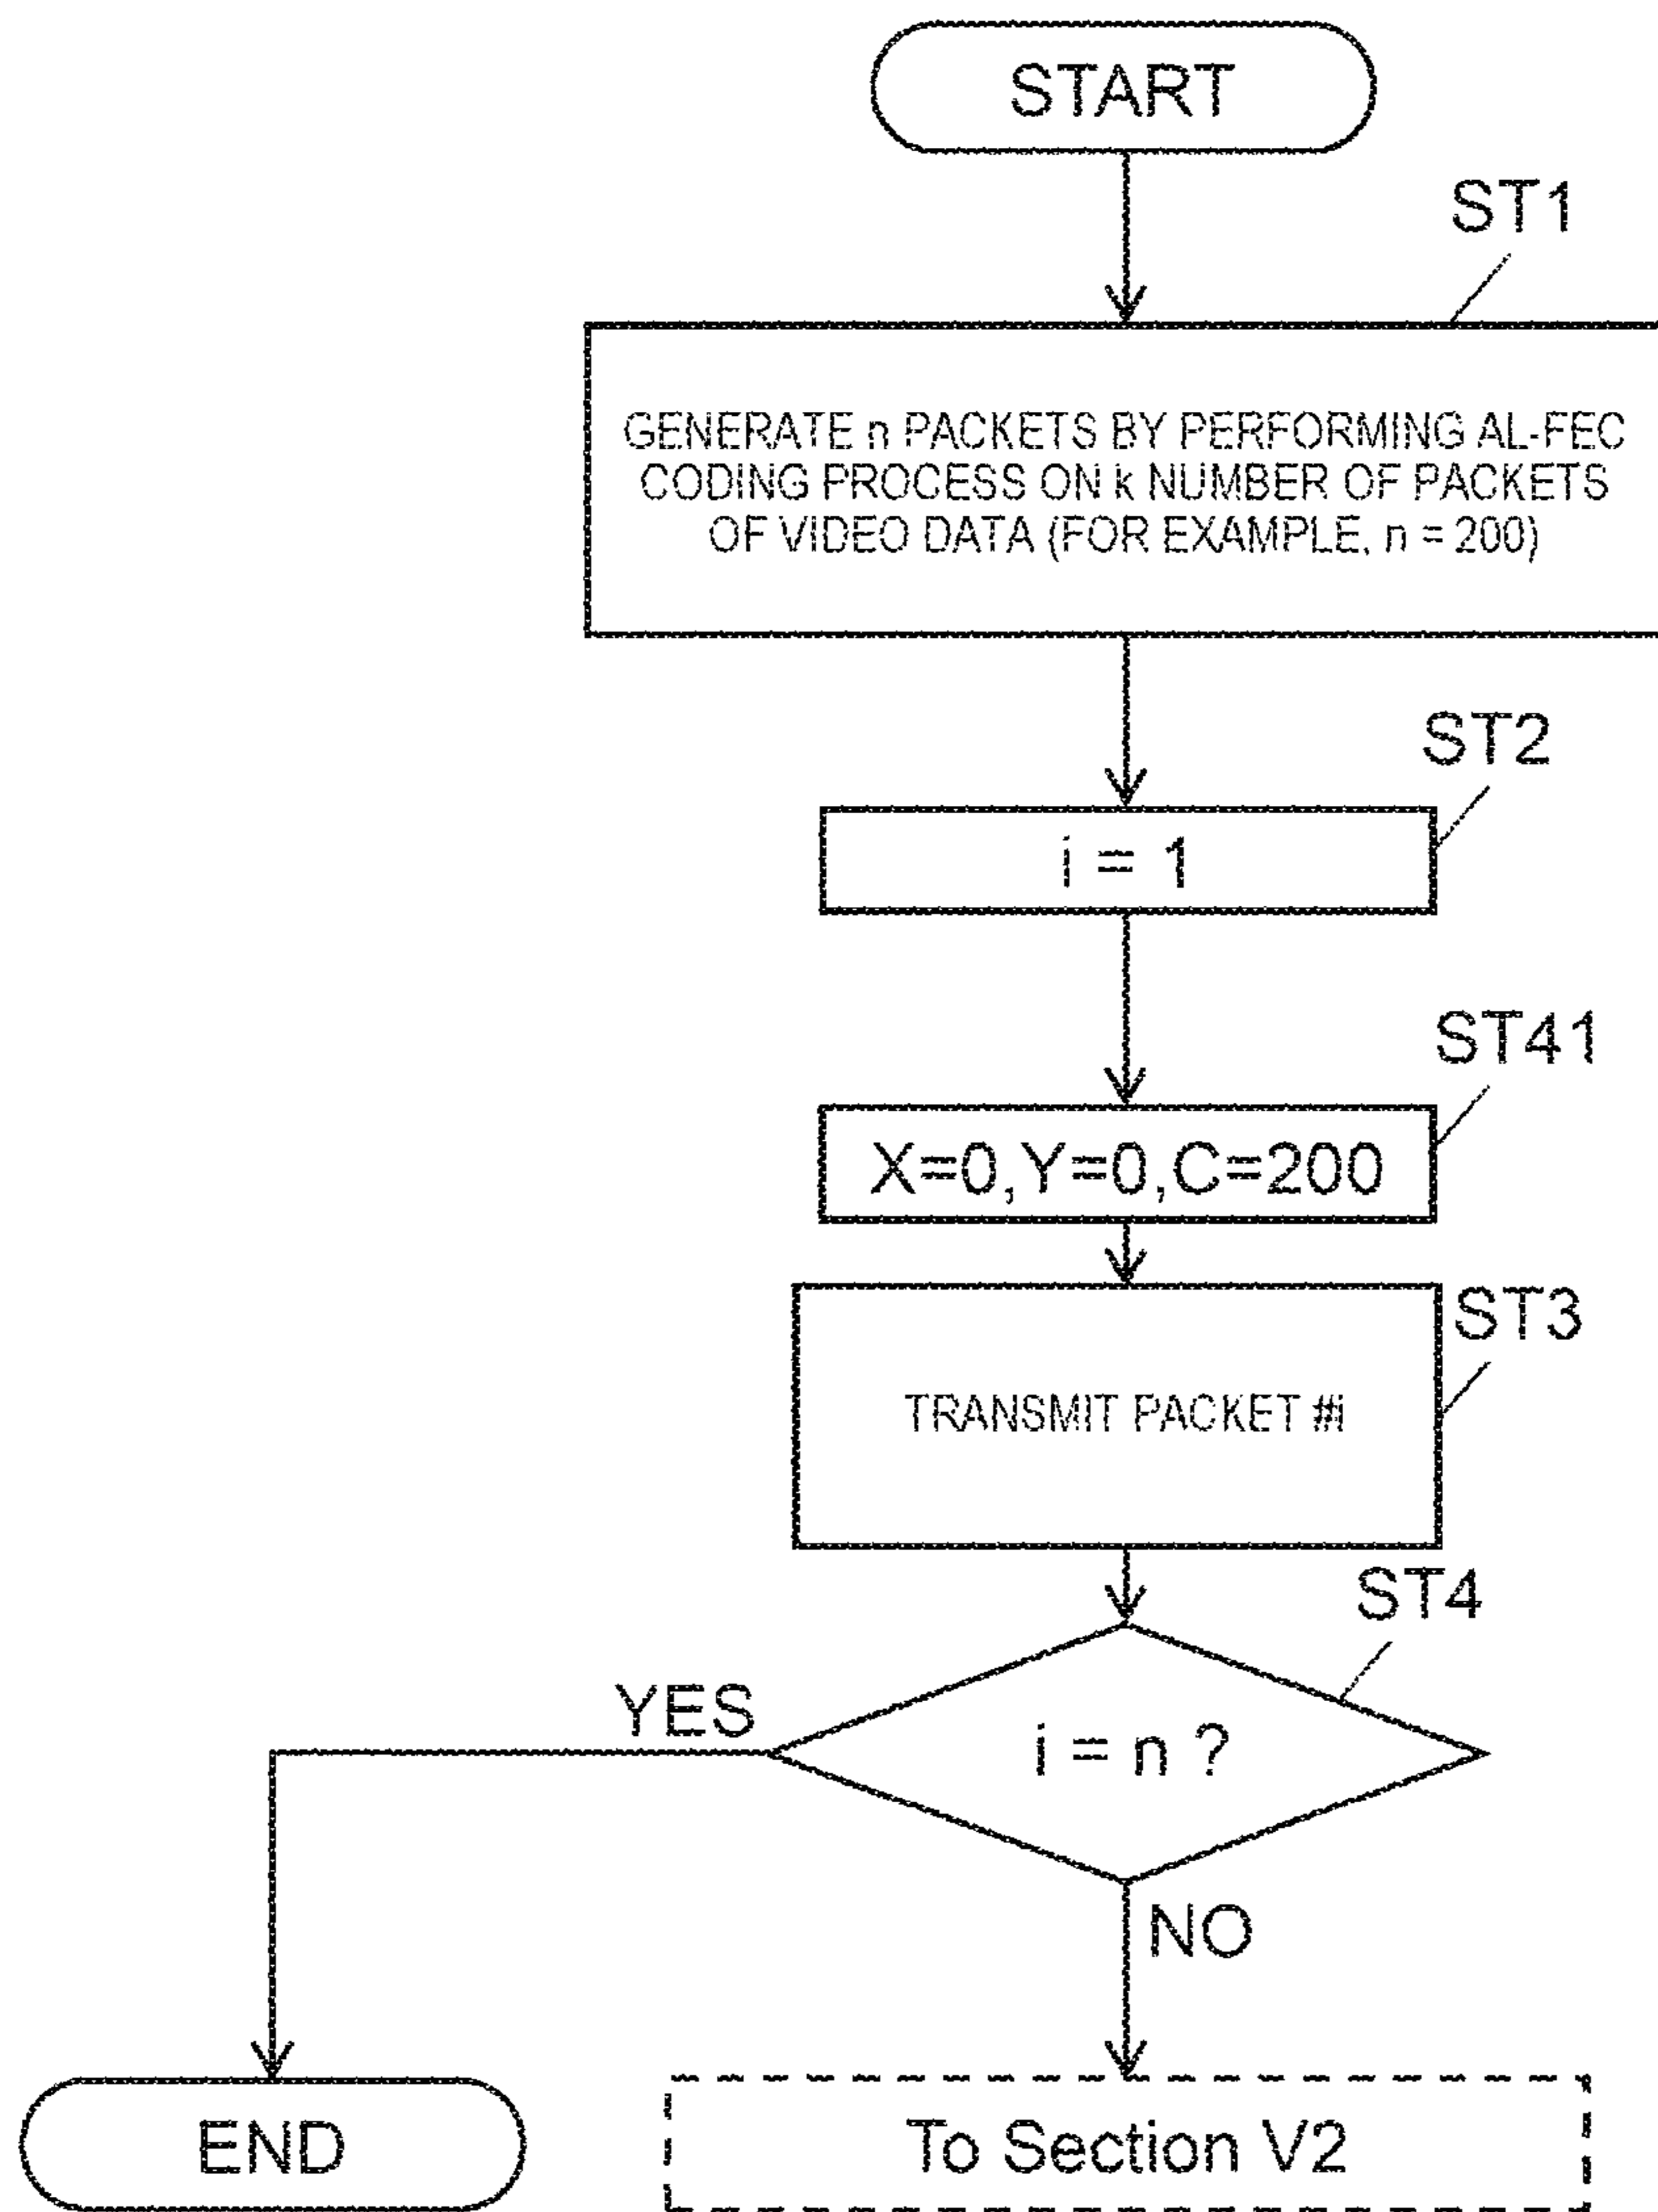 START
ST1
GENERATE n PACKETS BY PERFORMING AL-FEC
CODING PROCESS ON k NUMBER OF PACKETS
OF VIDEO DATA (FOR EXAMPLE, n = 200)
ST2
i = 1
ST41
X=0,Y=0,C=200
ST3
TRANSMIT PACKET #i
ST4
YES
i = n ?
NO
END
To Section V2